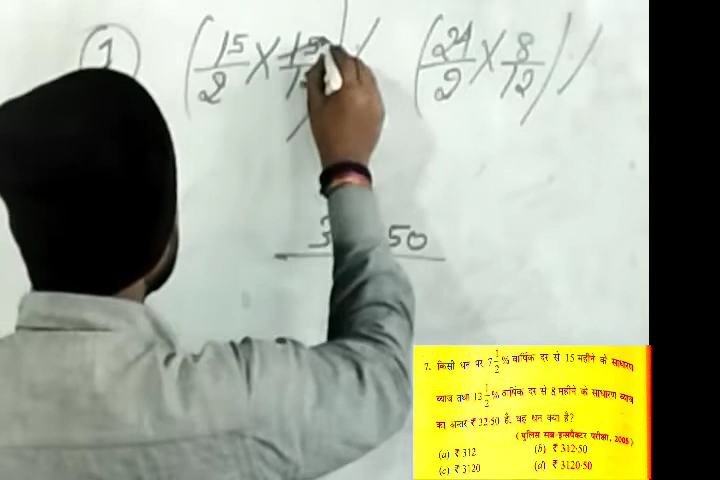 1 (15/2 × 15/12)% (24/2 × 8/12)%
50
7. किसी धन पर 7 1/2 % वार्षिक दर से 15 महीने के साधारण
ब्याज तथा 12 1/2 % वार्षिक दर से 8 महीने के साधारण ब्याज
का अन्तर ₹ 32·50 है, वह धन क्या है?
(पुलिस सब-इन्सपैक्टर परीक्षा, 2008)
(a) ₹ 312 (b) ₹ 312·50
(c) ₹ 3120 (d) ₹ 3120·50